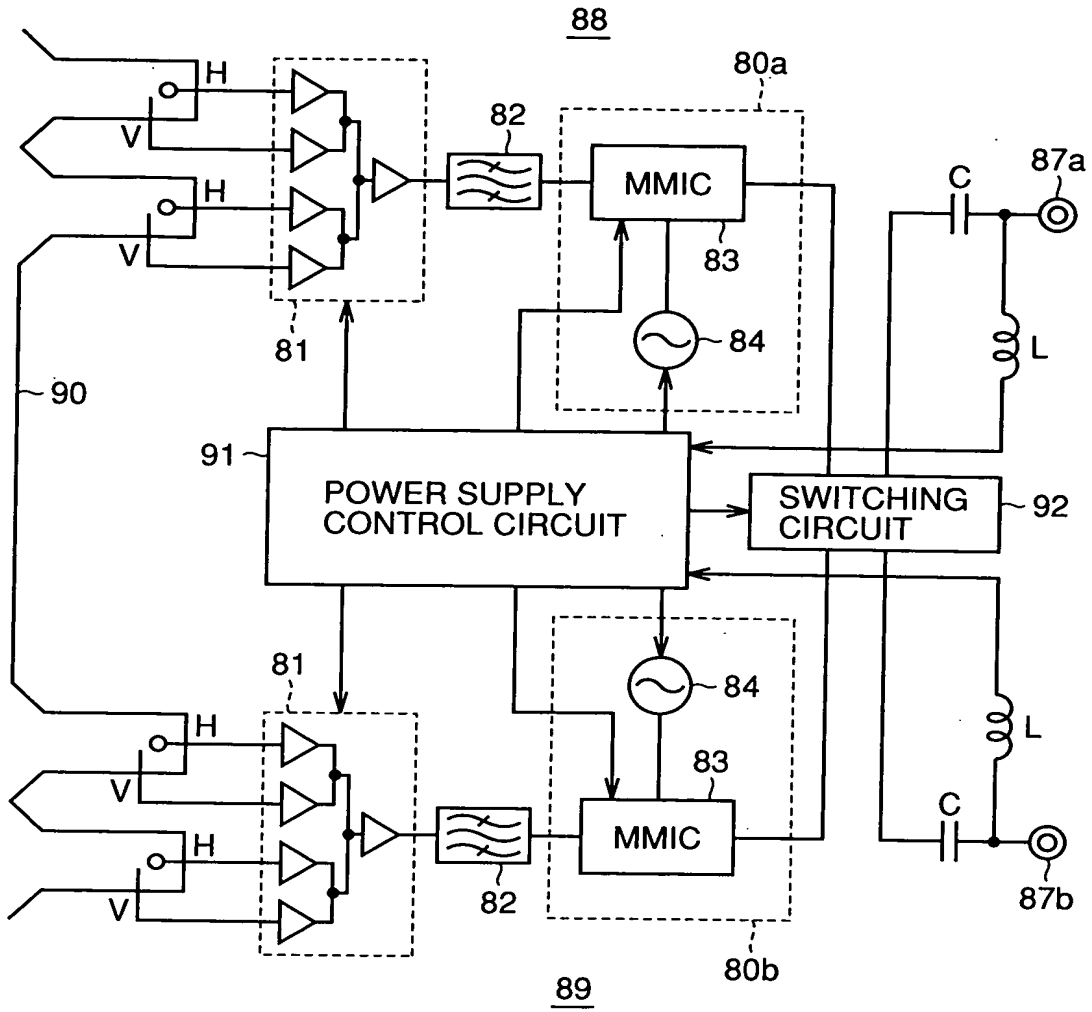 88
80a
H
V
82
MMIC
83
C
87a
H
V
81
84
L
90
91
POWER SUPPLY
CONTROL CIRCUIT
SWITCHING
CIRCUIT
92
81
84
L
H
V
83
MMIC
C
H
V
82
87b
80b
89